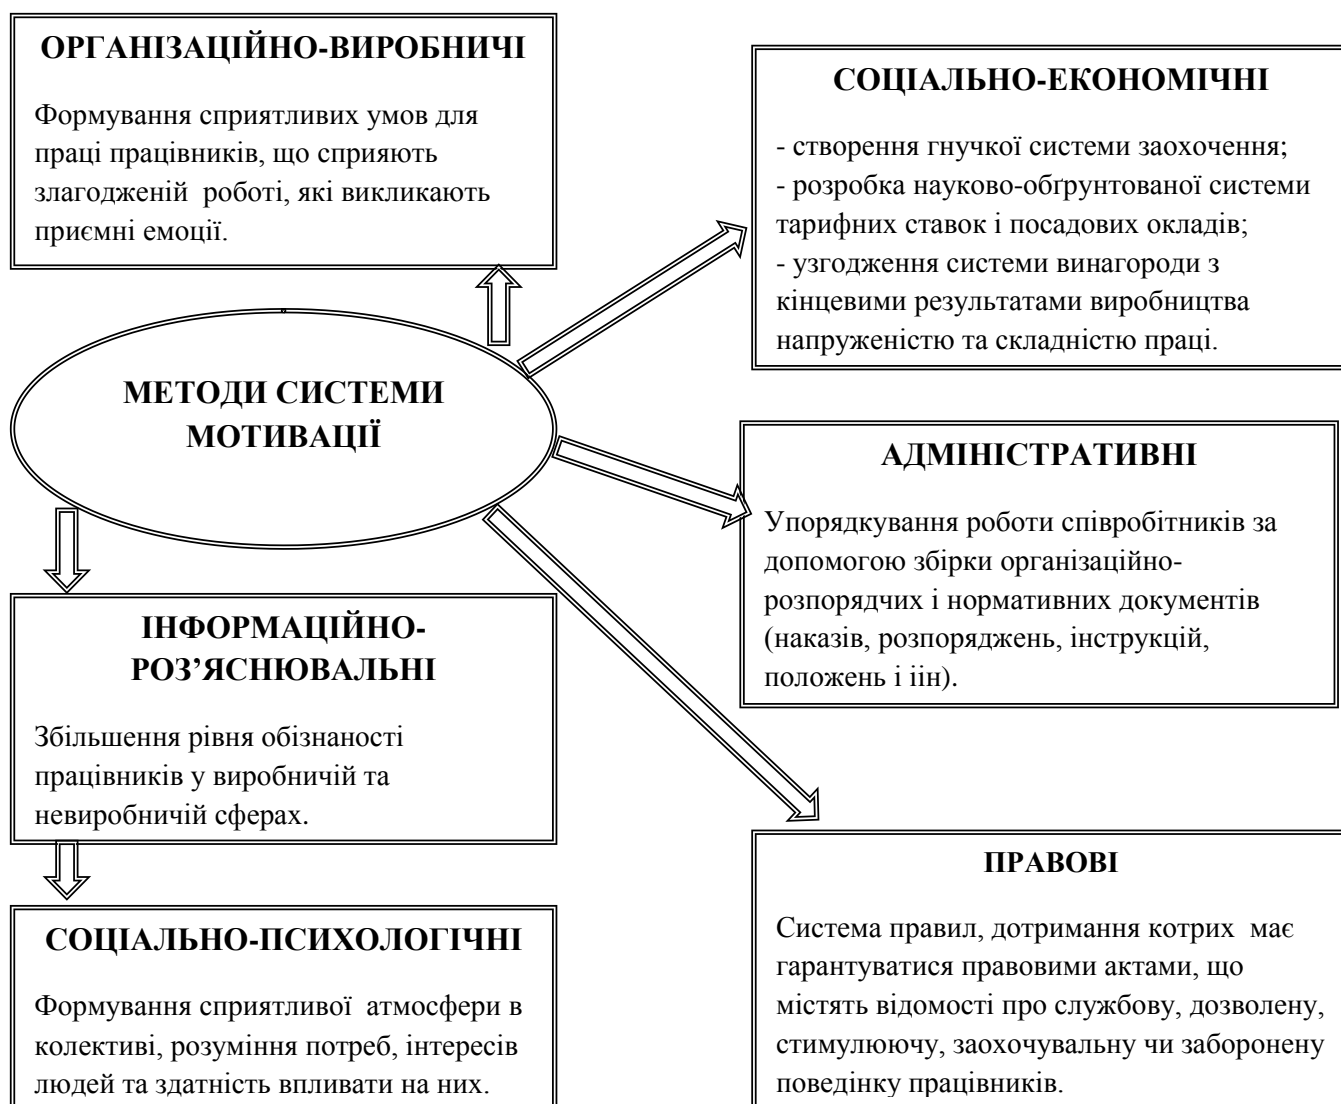 ОРГАНІЗАЦІЙНО-ВИРОБНИЧІ
Формування сприятливих умов для
праці працівників, що сприяють
злагодженій роботі, які викликають
приємні емоції.
СОЦІАЛЬНО-ЕКОНОМІЧНІ
- створення гнучкої системи заохочення;
- розробка науково-обґрунтованої системи
тарифних ставок і посадових окладів;
- узгодження системи винагороди з
кінцевими результатами виробництва
напруженістю та складністю праці.
МЕТОДИ СИСТЕМИ
МОТИВАЦІЇ
АДМІНІСТРАТИВНІ
Упорядкування роботи співробітників за
допомогою збірки організаційно-
розпорядчих і нормативних документів
(наказів, розпоряджень, інструкцій,
положень і іін).
ІНФОРМАЦІЙНО-
РОЗ’ЯСНЮВАЛЬНІ
Збільшення рівня обізнаності
працівників у виробничій та
невиробничій сферах.
СОЦІАЛЬНО-ПСИХОЛОГІЧНІ
Формування сприятливої атмосфери в
колективі, розуміння потреб, інтересів
людей та здатність впливати на них.
ПРАВОВІ
Система правил, дотримання котрих має
гарантуватися правовими актами, що
містять відомості про службову, дозволену,
стимулюючу, заохочувальну чи заборонену
поведінку працівників.